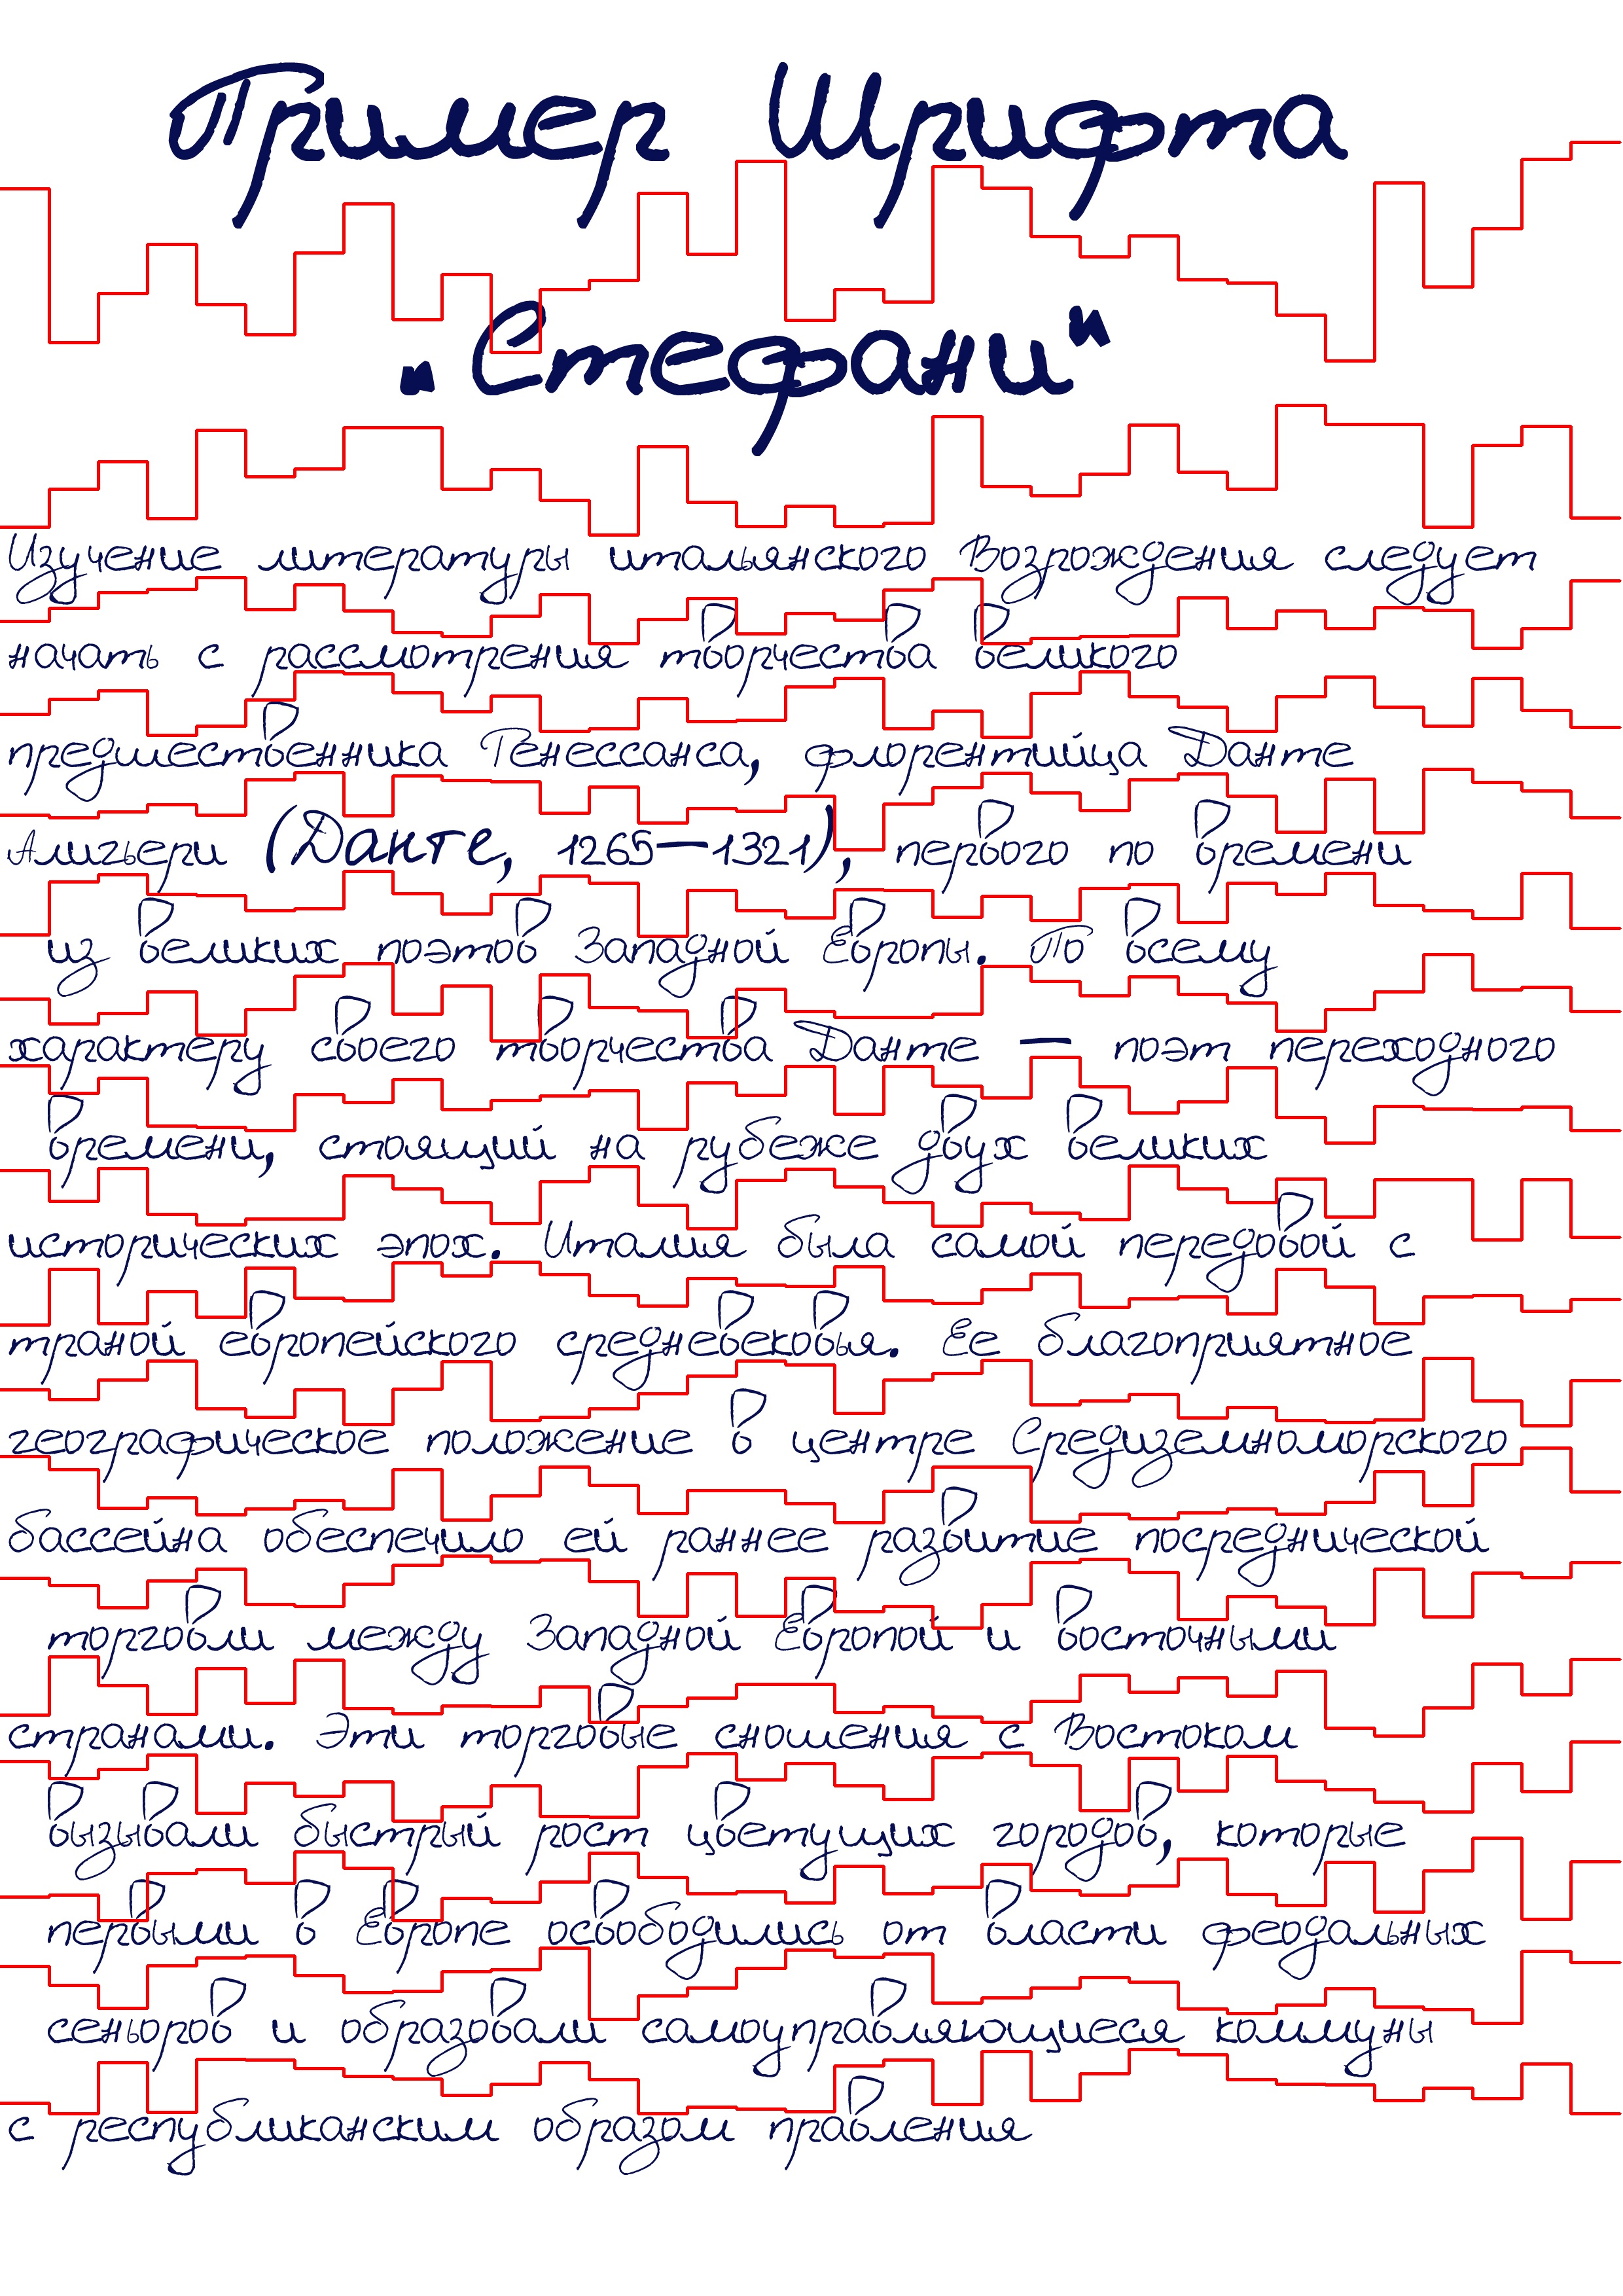 Пример Шрифта
„Стефани"
Изучение литературы итальянского Возрождения следует
начать с рассмотрения творчества великого
предшественника Ренессанса, флорентийца Данте
Алигьери (Данте, 1265—1321), первого по времени
из великих поэтов Западной Европы. По всему
характеру своего творчества Данте — поэт переходного
времени, стоящий на рубеже двух великих
исторических эпох. Италия была самой передовой с
траной европейского средневековья. Ее благоприятное
географическое положение в центре Средиземноморского
бассейна обеспечило ей раннее развитие посреднической
торговли между Западной Европой и восточными
странами. Эти торговые сношения с Востоком
вызывали быстрый рост цветущих городов, которые
первыми в Европе освободились от власти феодальных
сеньоров и образовали самоуправляющиеся коммуны
с республиканским образом правления